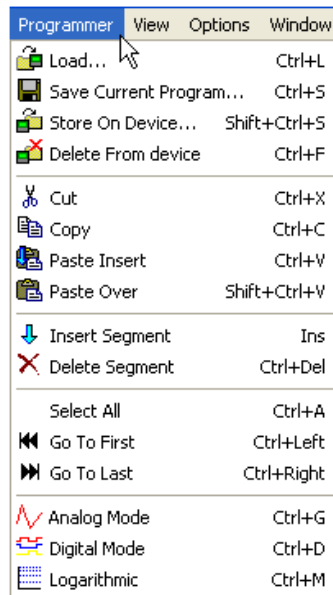 Programmer View Options Window
Load... Ctrl+L
Save Current Program... Ctrl+S
Store On Device... Shift+Ctrl+S
Delete From device Ctrl+F
Cut Ctrl+X
Copy Ctrl+C
Paste Insert Ctrl+V
Paste Over Shift+Ctrl+V
Insert Segment Ins
Delete Segment Ctrl+Del
Select All Ctrl+A
Go To First Ctrl+Left
Go To Last Ctrl+Right
Analog Mode Ctrl+G
Digital Mode Ctrl+D
Logarithmic Ctrl+M